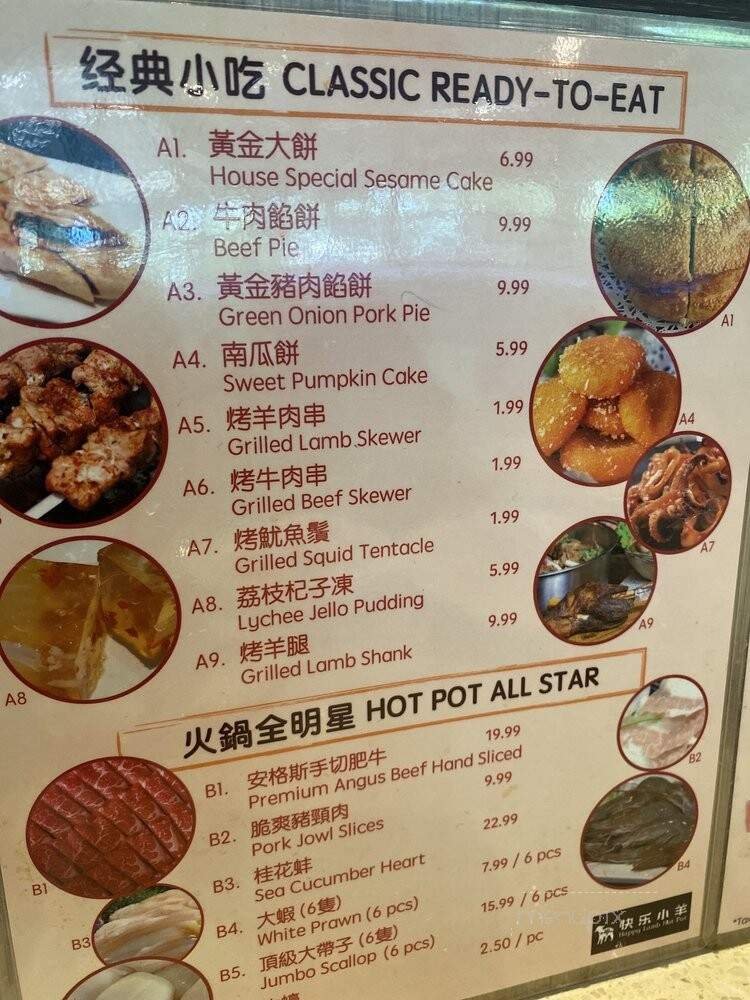 经典小吃 CLASSIC READY-TO-EAT
A1. 黃金大餅 6.99
House Special Sesame Cake
A2. 牛肉餡餅 9.99
Beef Pie
A3. 黃金豬肉餡餅 9.99
Green Onion Pork Pie
A4. 南瓜餅 5.99
Sweet Pumpkin Cake
A5. 烤羊肉串 1.99
Grilled Lamb Skewer
A6. 烤牛肉串 1.99
Grilled Beef Skewer
A7. 烤魷魚鬚 1.99
Grilled Squid Tentacle
A8. 荔枝杞子凍 5.99
Lychee Jello Pudding
A9. 烤羊腿 9.99
Grilled Lamb Shank
A1
A4
A7
A9
A8
火鍋全明星 HOT POT ALL STAR
B1. 安格斯手切肥牛 19.99
Premium Angus Beef Hand Sliced
B2. 脆爽豬頸肉 9.99
Pork Jowl Slices
B3. 桂花蚌 22.99
Sea Cucumber Heart
B4. 大蝦 (6隻) 7.99 / 6 pcs
White Prawn (6 pcs)
B5. 頂級大帶子 (6隻) 15.99 / 6 pcs
Jumbo Scallop (6 pcs)
2.50 / pc
B2
B4
B1
B3
快乐小羊
Happy Lamb Hot Pot